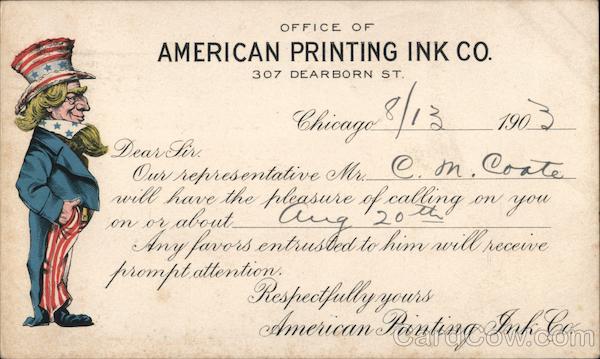 OFFICE OF
AMERICAN PRINTING INK CO.
307 DEARBORN ST.
Chicago 8/13 1903
Dear Sir.
Our representative Mr. C. M. Coate
will have the pleasure of calling on you
on or about Aug 20th
Any favors entrusted to him will receive
prompt attention.
Respectfully yours
American Printing Ink Co.
CardCow.com